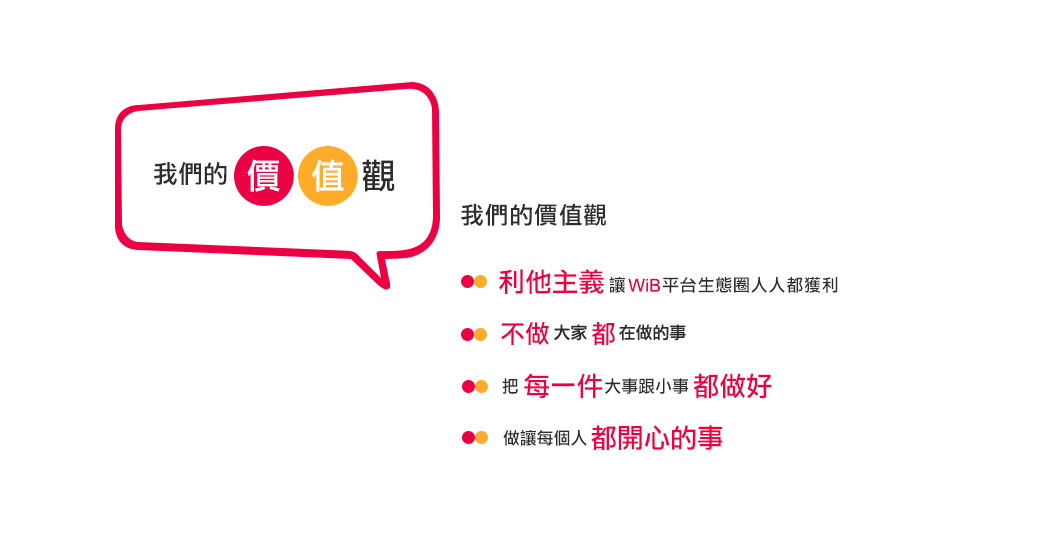 我們的價值觀
我們的價值觀
利他主義 讓WiB平台生態圈人人都獲利
不做 大家 都 在做的事
把 每一件大事跟小事 都做好
做讓每個人 都開心的事